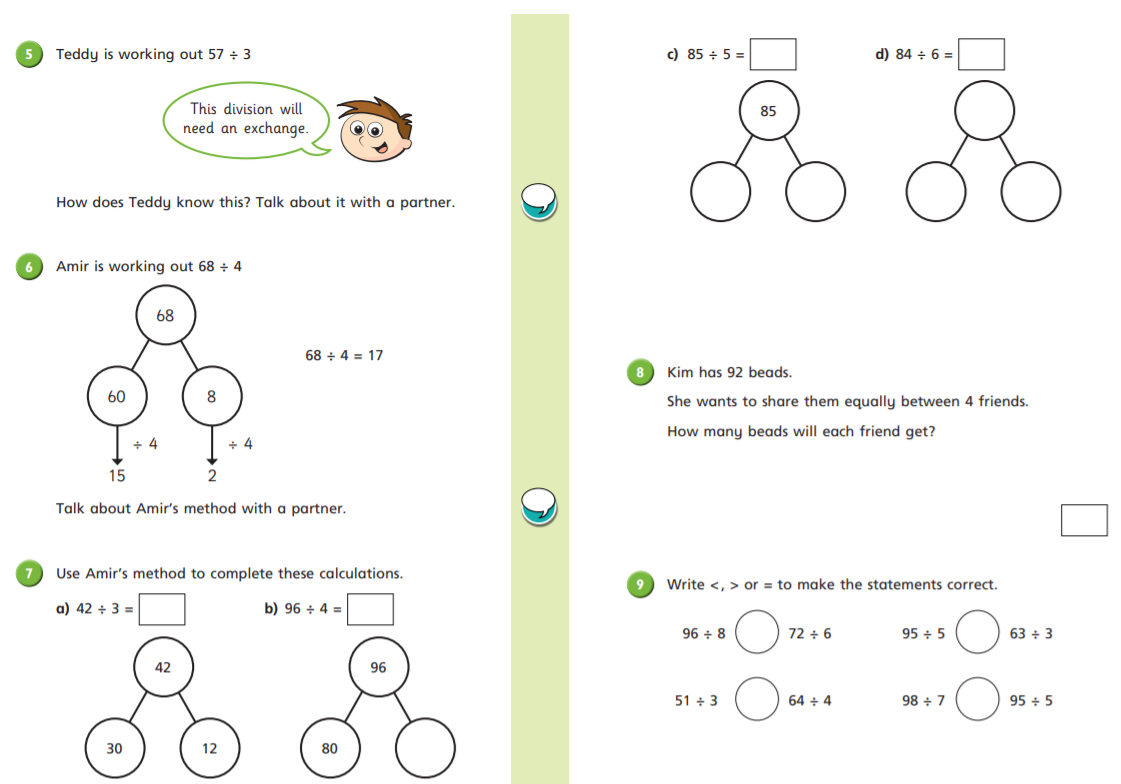 5 Teddy is working out 57 ÷ 3
This division will
need an exchange.
How does Teddy know this? Talk about it with a partner.
6 Amir is working out 68 ÷ 4
68
68 ÷ 4 = 17
60 8
÷ 4 ÷ 4
15 2
Talk about Amir's method with a partner.
7 Use Amir's method to complete these calculations.
a) 42 ÷ 3 = b) 96 ÷ 4 =
42 96
30 12 80
c) 85 ÷ 5 = d) 84 ÷ 6 =
85
8 Kim has 92 beads.
She wants to share them equally between 4 friends.
How many beads will each friend get?
9 Write <, > or = to make the statements correct.
96 ÷ 8 72 ÷ 6 95 ÷ 5 63 ÷ 3
51 ÷ 3 64 ÷ 4 98 ÷ 7 95 ÷ 5